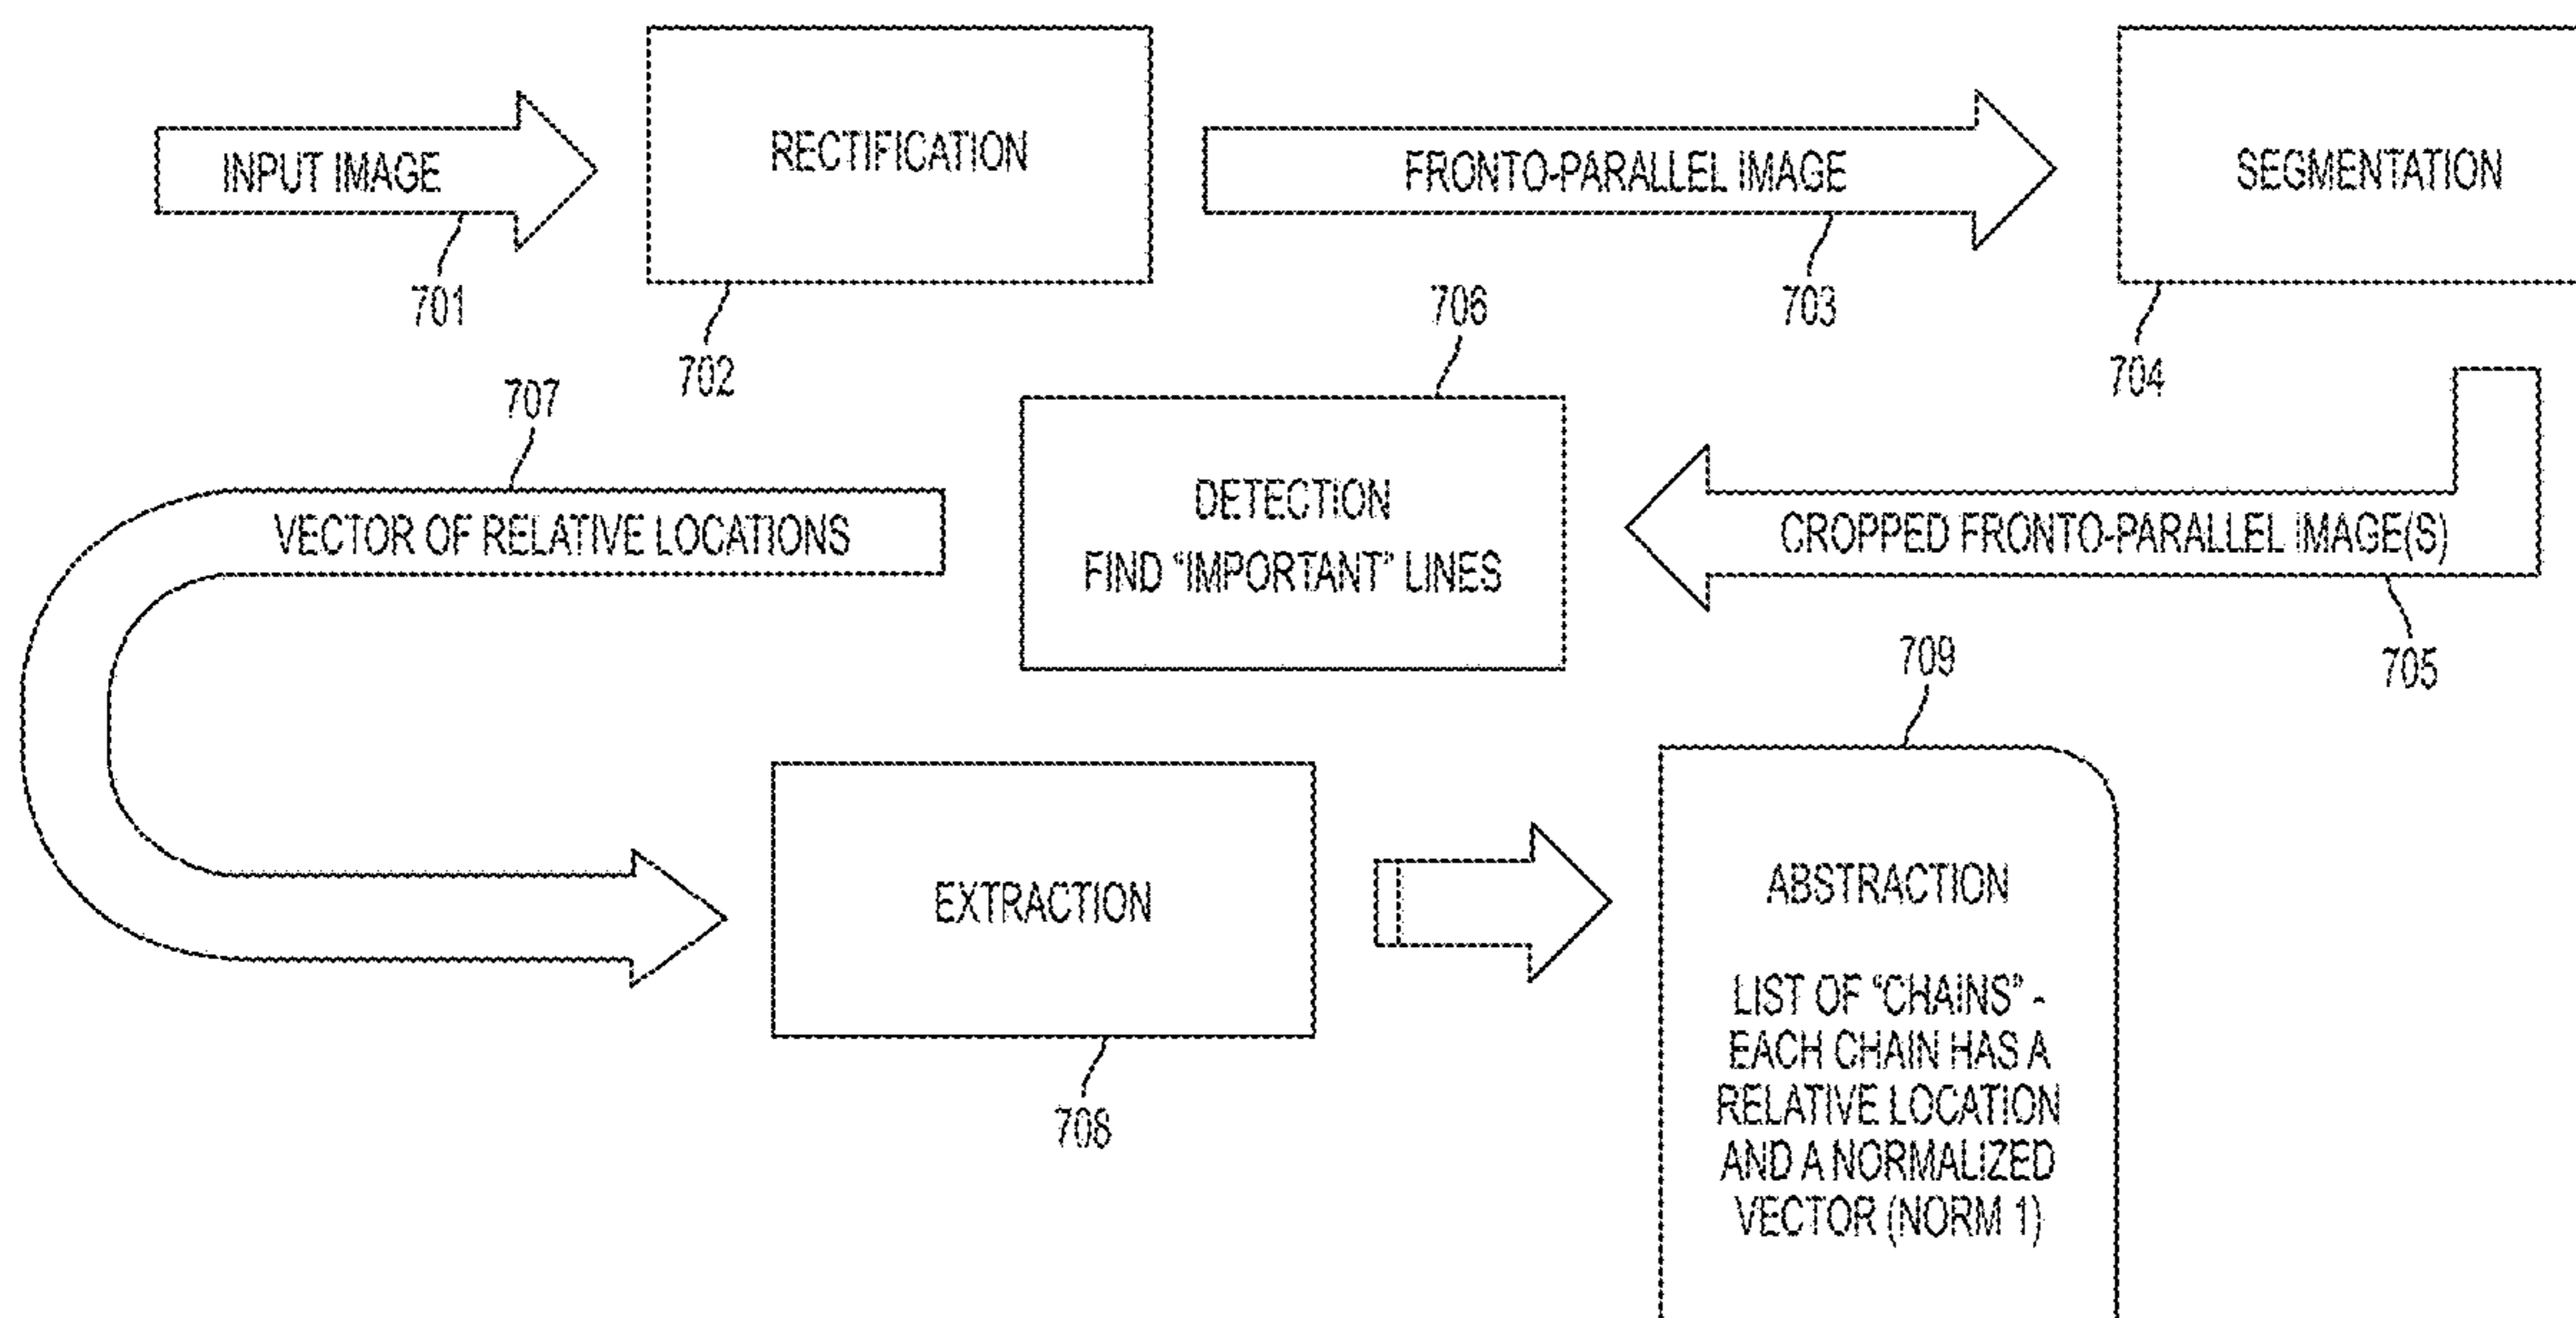 INPUT IMAGE
701
RECTIFICATION
702
FRONTO-PARALLEL IMAGE
703
SEGMENTATION
704
CROPPED FRONTO-PARALLEL IMAGE(S)
705
706
DETECTION
FIND "IMPORTANT" LINES
707
VECTOR OF RELATIVE LOCATIONS
EXTRACTION
708
709
ABSTRACTION
LIST OF "CHAINS" -
EACH CHAIN HAS A
RELATIVE LOCATION
AND A NORMALIZED
VECTOR (NORM 1)